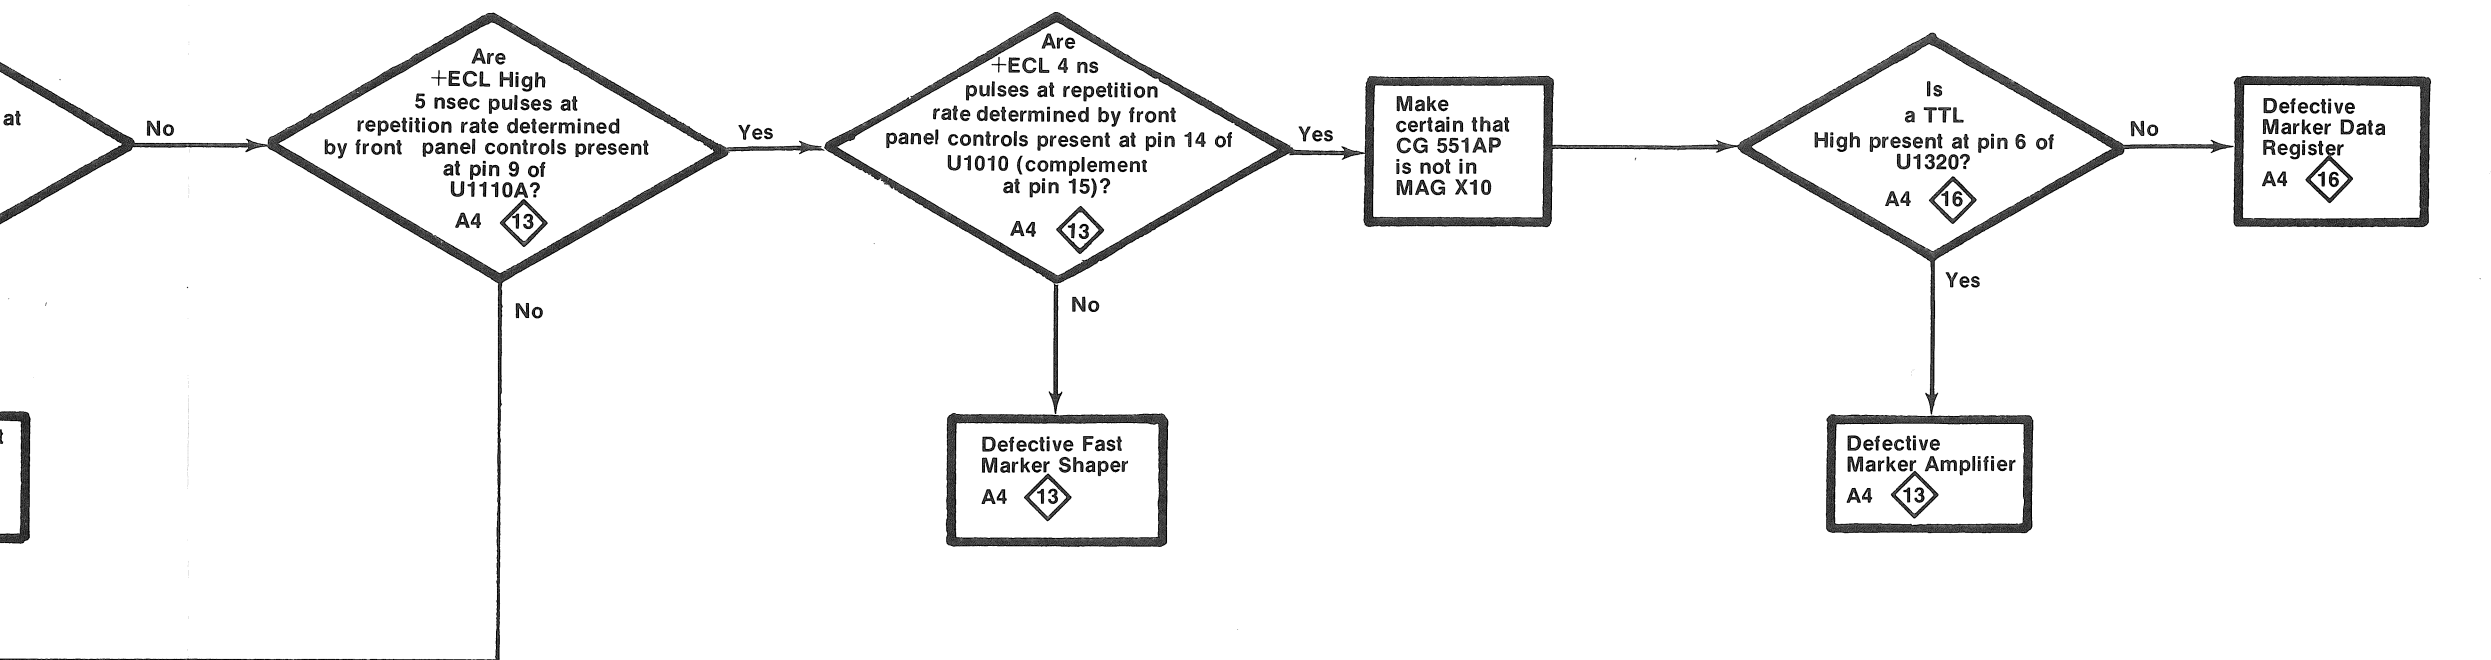 at
No
Are
+ECL High
5 nsec pulses at
repetition rate determined
by front panel controls present
at pin 9 of
U1110A?
A4 13
No
Yes
Are
+ECL 4 ns
pulses at repetition
rate determined by front
panel controls present at pin 14 of
U1010 (complement
at pin 15)?
A4 13
No
Defective Fast
Marker Shaper
A4 13
Yes
Make
certain that
CG 551AP
is not in
MAG X10
Is
a TTL
High present at pin 6 of
U1320?
A4 16
Yes
Defective
Marker Amplifier
A4 13
No
Defective
Marker Data
Register
A4 16